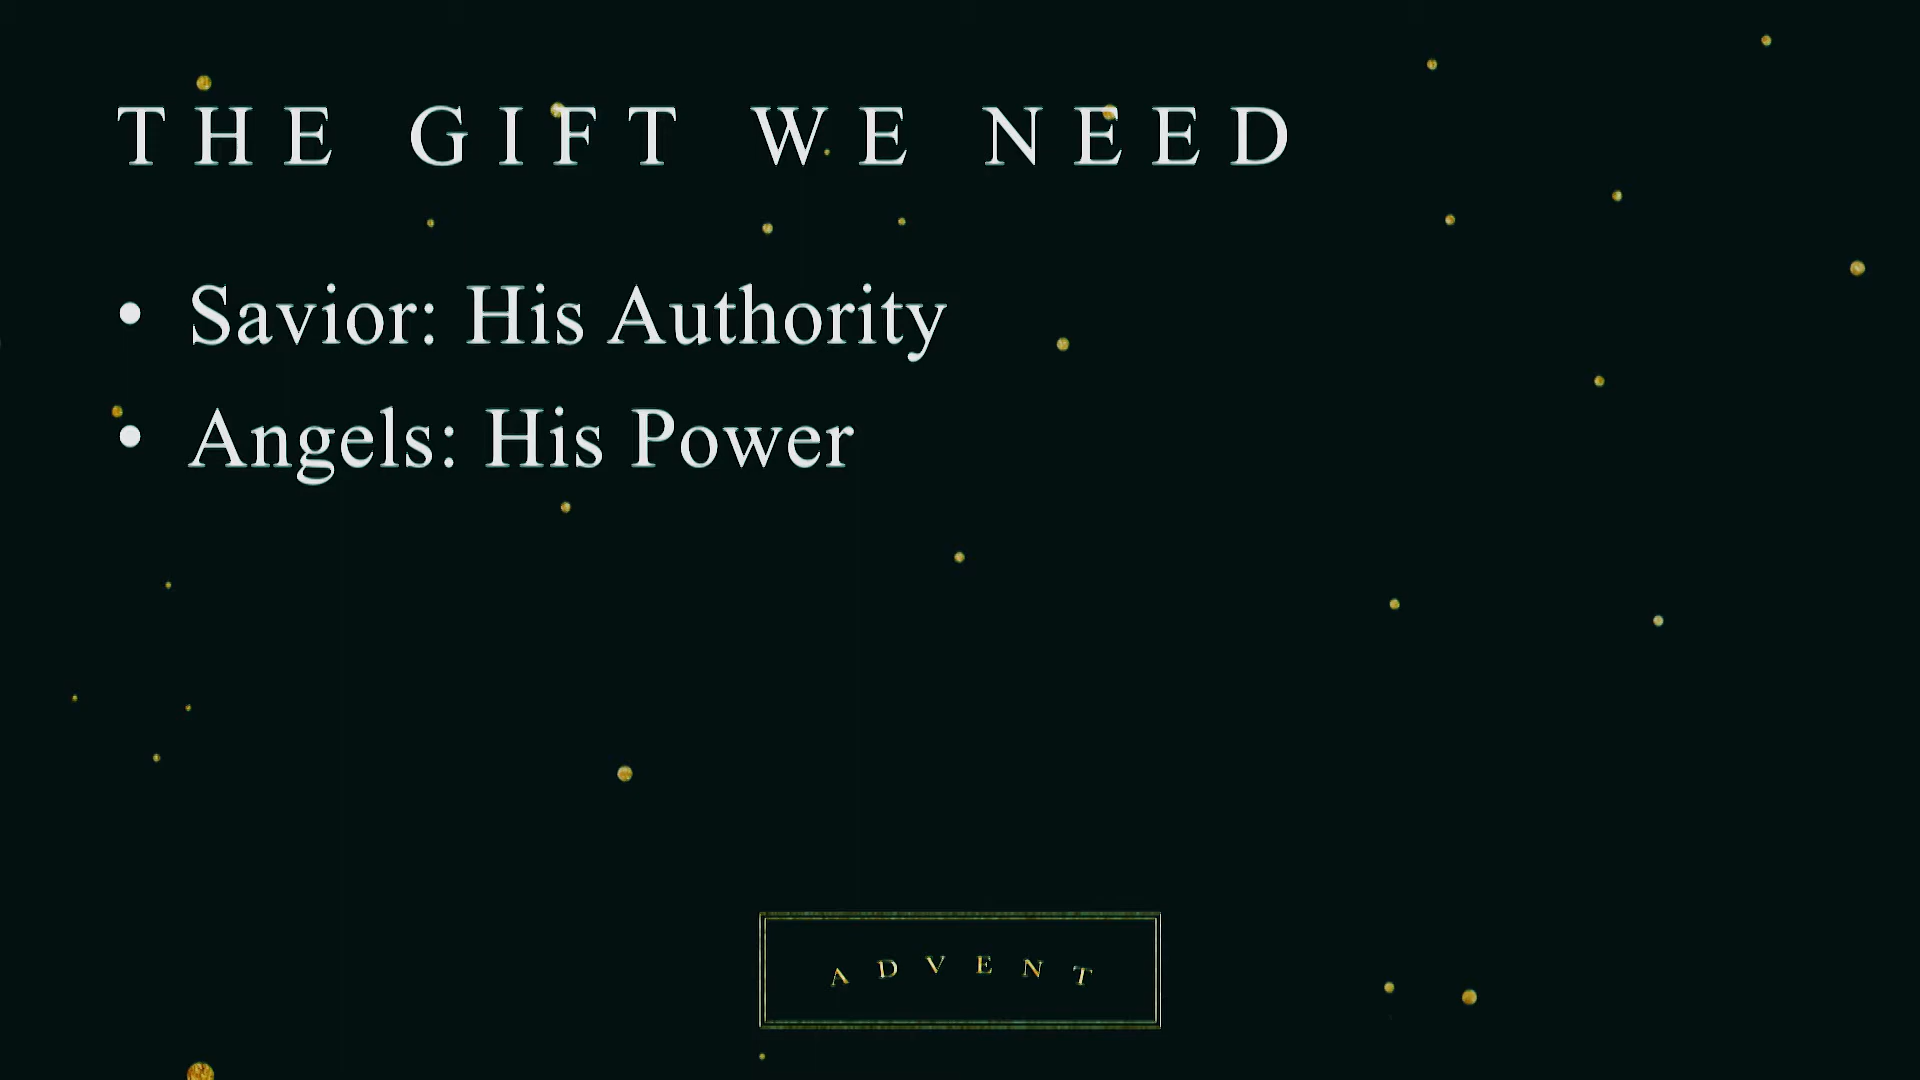 THE GIFT WE NEED
• Savior: His Authority
• Angels: His Power
ADVENT